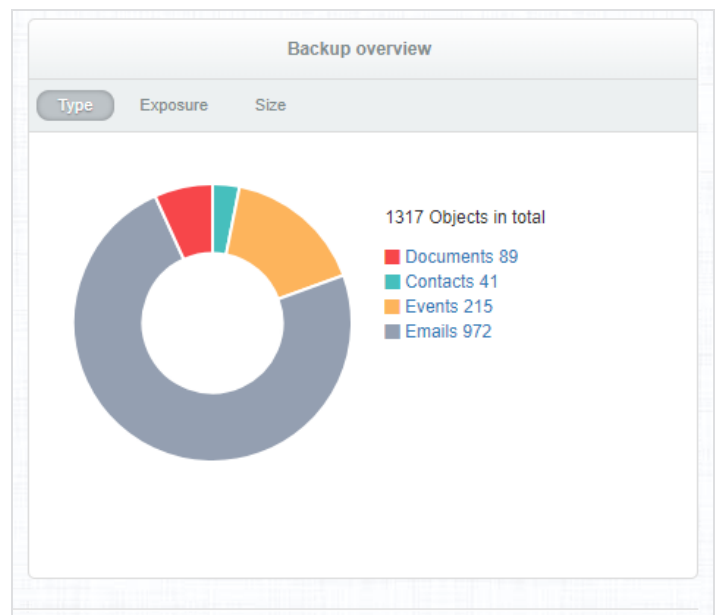 Backup overview
Type Exposure Size
1317 Objects in total
Documents 89
Contacts 41
Events 215
Emails 972